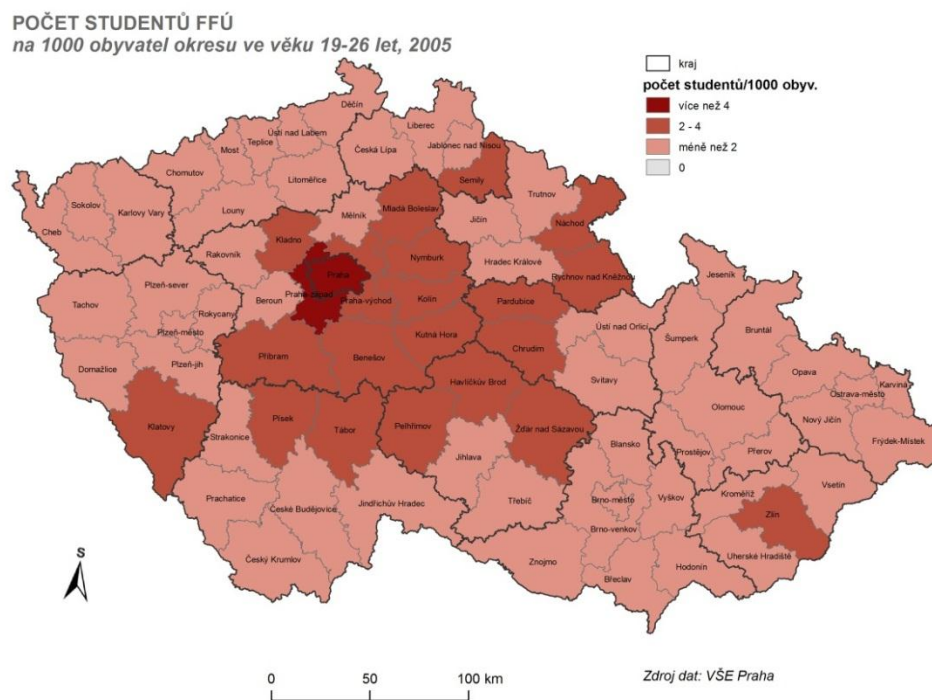 POČET STUDENTŮ FFÚ
na 1000 obyvatel okresu ve věku 19-26 let, 2005
kraj
počet studentů/1000 obyv.
více než 4
2 - 4
méně než 2
0
Děčín
Liberec
Ústí nad Labem
Teplice
Jablonec nad Nisou
Most
Česká Lípa
Chomutov
Litoměřice
Semily
Trutnov
Sokolov
Karlovy Vary
Louny
Mělník
Mladá Boleslav
Jičín
Náchod
Cheb
Kladno
Rakovník
Nymburk
Hradec Králové
Praha
Rychnov nad Kněžnou
Jeseník
Tachov
Plzeň-sever
Beroun
Praha-západ
Praha-východ
Kolín
Pardubice
Rokycany
Ústí nad Orlicí
Šumperk
Bruntál
Plzeň-město
Kutná Hora
Chrudim
Příbram
Benešov
Plzeň-jih
Domažlice
Opava
Svitavy
Havlíčkův Brod
Karviná
Ostrava-město
Olomouc
Nový Jičín
Klatovy
Písek
Tábor
Pelhřimov
Žďár nad Sázavou
Strakonice
Blansko
Prostějov
Přerov
Frýdek-Místek
Jihlava
Vsetín
Prachatice
České Budějovice
Jindřichův Hradec
Třebíč
Brno-město
Vyškov
Kroměříž
Zlín
Brno-venkov
Uherské Hradiště
Český Krumlov
Znojmo
Hodonín
Břeclav
S
0 50 100 km
Zdroj dat: VŠE Praha